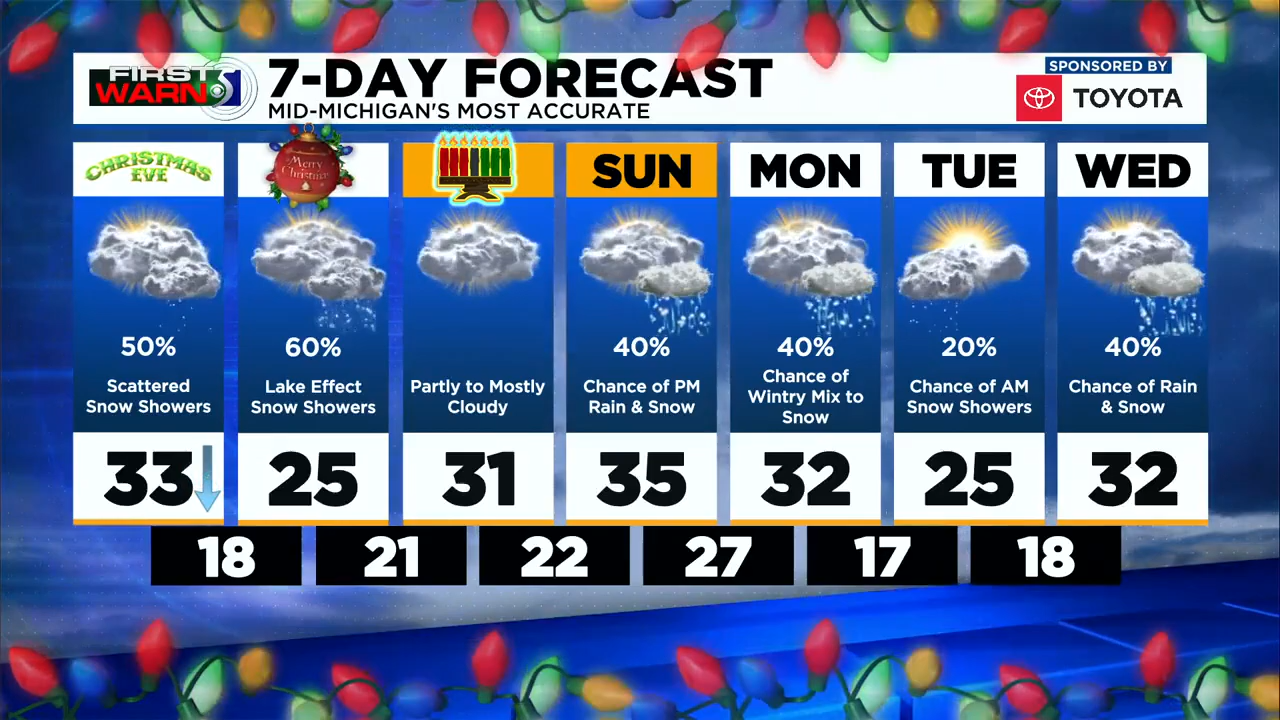 FIRST
WARN 5
7-DAY FORECAST
MID-MICHIGAN'S MOST ACCURATE
SPONSORED BY
TOYOTA
CHRISTMAS
EVE
Merry
Christmas
SUN
MON
TUE
WED
50%
60%
40%
40%
20%
40%
Scattered
Snow Showers
Lake Effect
Snow Showers
Partly to Mostly
Cloudy
Chance of PM
Rain & Snow
Chance of
Wintry Mix to
Snow
Chance of AM
Snow Showers
Chance of Rain
& Snow
33
25
31
35
32
25
32
18
21
22
27
17
18